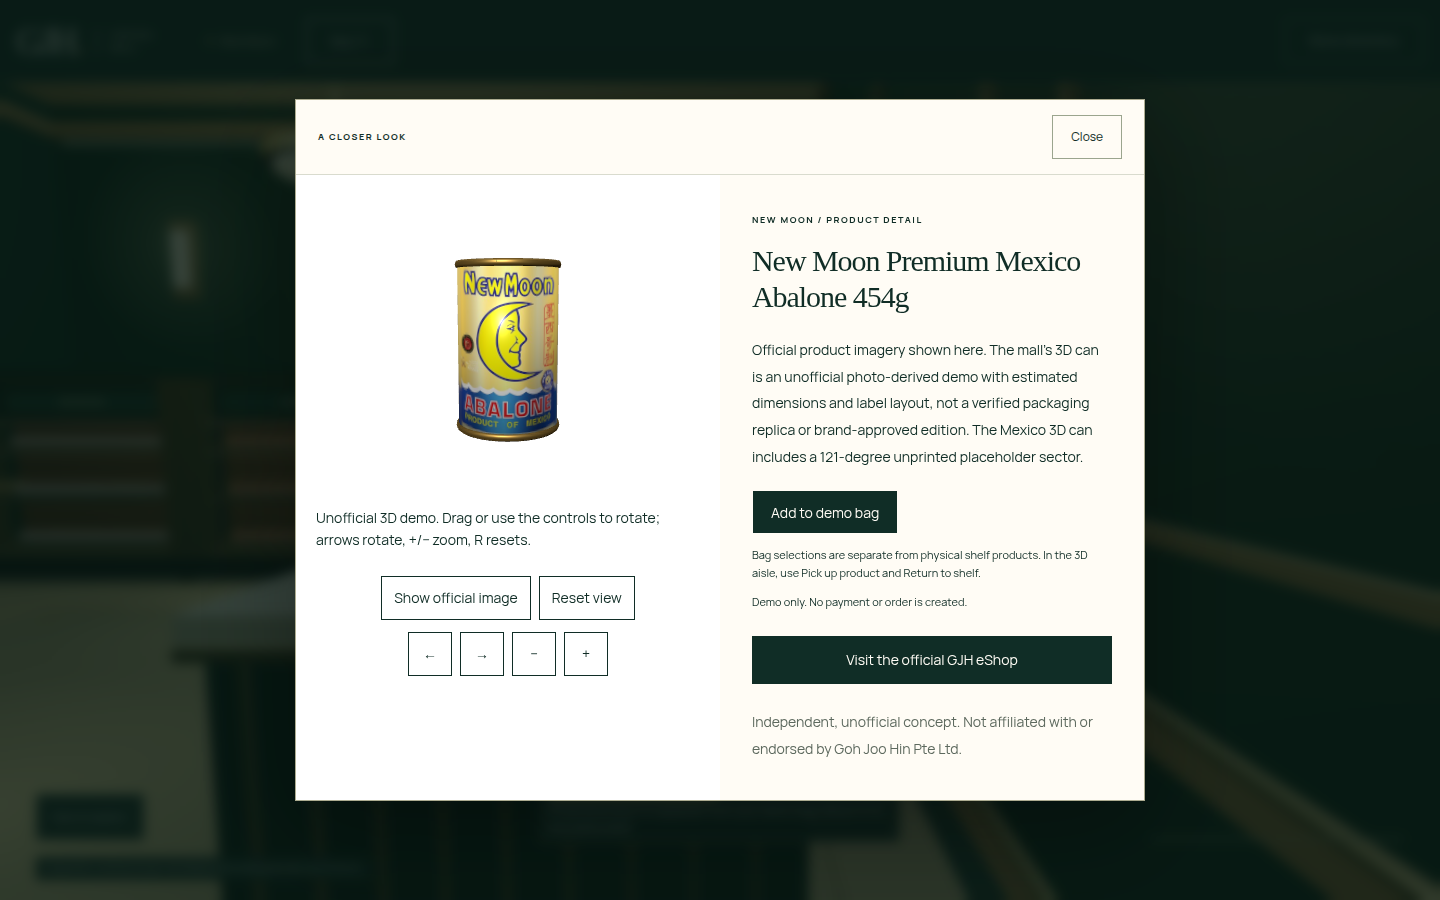 A CLOSER LOOK
Close
NEW MOON / PRODUCT DETAIL
New Moon Premium Mexico
Abalone 454g
Official product imagery shown here. The mall's 3D can
is an unofficial photo-derived demo with estimated
dimensions and label layout, not a verified packaging
replica or brand-approved edition. The Mexico 3D can
includes a 121-degree unprinted placeholder sector.
Add to demo bag
Bag selections are separate from physical shelf products. In the 3D
aisle, use Pick up product and Return to shelf.
Demo only. No payment or order is created.
Visit the official GJH eShop
Independent, unofficial concept. Not affiliated with or
endorsed by Goh Joo Hin Pte Ltd.
NewMoon
ABALONE
PRODUCT OF MEXICO
Unofficial 3D demo. Drag or use the controls to rotate;
arrows rotate, +/− zoom, R resets.
Show official image
Reset view
← → − +
GJH